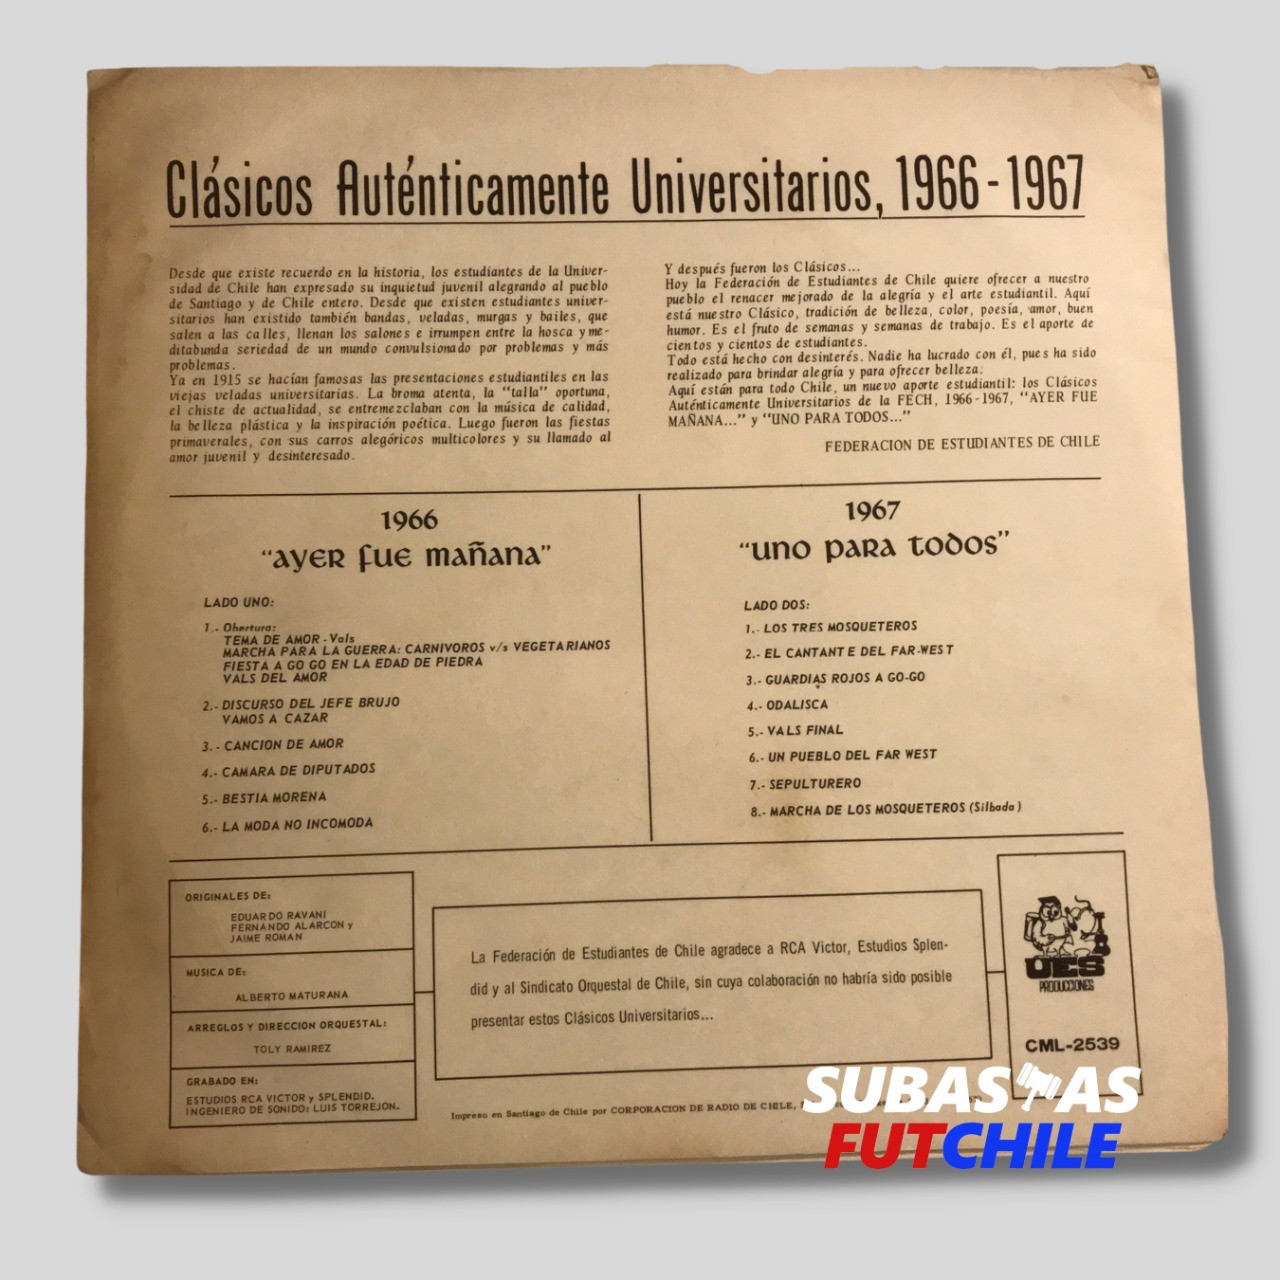 Clásicos Auténticamente Universitarios, 1966-1967
Desde que existe recuerdo en la historia, los estudiantes de la Univer-
sidad de Chile han expresado su inquietud juvenil alegrando al pueblo
de Santiago y de Chile entero. Desde que existen estudiantes univer-
sitarios han existido también bandas, veladas, murgas y bailes, que
salen a las calles, llenan los salones e irrumpen entre la hosca y me-
ditabunda seriedad de un mundo convulsionado por problemas y más
problemas.
Ya en 1915 se hacían famosas las presentaciones estudiantiles en las
viejas veladas universitarias. La broma atenta, la "talla" oportuna,
el chiste de actualidad, se entremezclaban con la música de calidad,
la belleza plástica y la inspiración poética. Luego fueron las fiestas
primaverales, con sus carros alegóricos multicolores y su llamado al
amor juvenil y desinteresado.
Y después fueron los Clásicos...
Hoy la Federación de Estudiantes de Chile quiere ofrecer a nuestro
pueblo el renacer mejorado de la alegría y el arte estudiantil. Aquí
está nuestro Clásico, tradición de belleza, color, poesía, amor, buen
humor. Es el fruto de semanas y semanas de trabajo. Es el aporte de
cientos y cientos de estudiantes.
Todo está hecho con desinterés. Nadie ha lucrado con él, pues ha sido
realizado para brindar alegría y para ofrecer belleza.
Aquí están para todo Chile, un nuevo aporte estudiantil: los Clásicos
Auténticamente Universitarios de la FECH, 1966-1967, "AYER FUE
MAÑANA..." y "UNO PARA TODOS..."
FEDERACION DE ESTUDIANTES DE CHILE
1966
"ayer fue mañana"
LADO UNO:
1.- Obertura:
TEMA DE AMOR - Vals
MARCHA PARA LA GUERRA: CARNIVOROS v/s VEGETARIANOS
FIESTA A GO GO EN LA EDAD DE PIEDRA
VALS DEL AMOR
2.- DISCURSO DEL JEFE BRUJO
VAMOS A CAZAR
3.- CANCION DE AMOR
4.- CAMARA DE DIPUTADOS
5.- BESTIA MORENA
6.- LA MODA NO INCOMODA
1967
"uno para todos"
LADO DOS:
1.- LOS TRES MOSQUETEROS
2.- EL CANTANTE DEL FAR-WEST
3.- GUARDIAS ROJOS A GO-GO
4.- ODALISCA
5.- VALS FINAL
6.- UN PUEBLO DEL FAR WEST
7.- SEPULTURERO
8.- MARCHA DE LOS MOSQUETEROS (Silbada)
ORIGINALES DE:
EDUARDO RAVANI
FERNANDO ALARCON y
JAIME ROMAN
MUSICA DE:
ALBERTO MATURANA
ARREGLOS Y DIRECCION ORQUESTAL:
TOLY RAMIREZ
GRABADO EN:
ESTUDIOS RCA VICTOR y SPLENDID.
INGENIERO DE SONIDO: LUIS TORREJON.
La Federación de Estudiantes de Chile agradece a RCA Victor, Estudios Splen-
did y al Sindicato Orquestal de Chile, sin cuya colaboración no habría sido posible
presentar estos Clásicos Universitarios...
UES
PRODUCCIONES
CML-2539
Impreso en Santiago de Chile por CORPORACION DE RADIO DE CHILE,
SUBASTAS
FUTCHILE